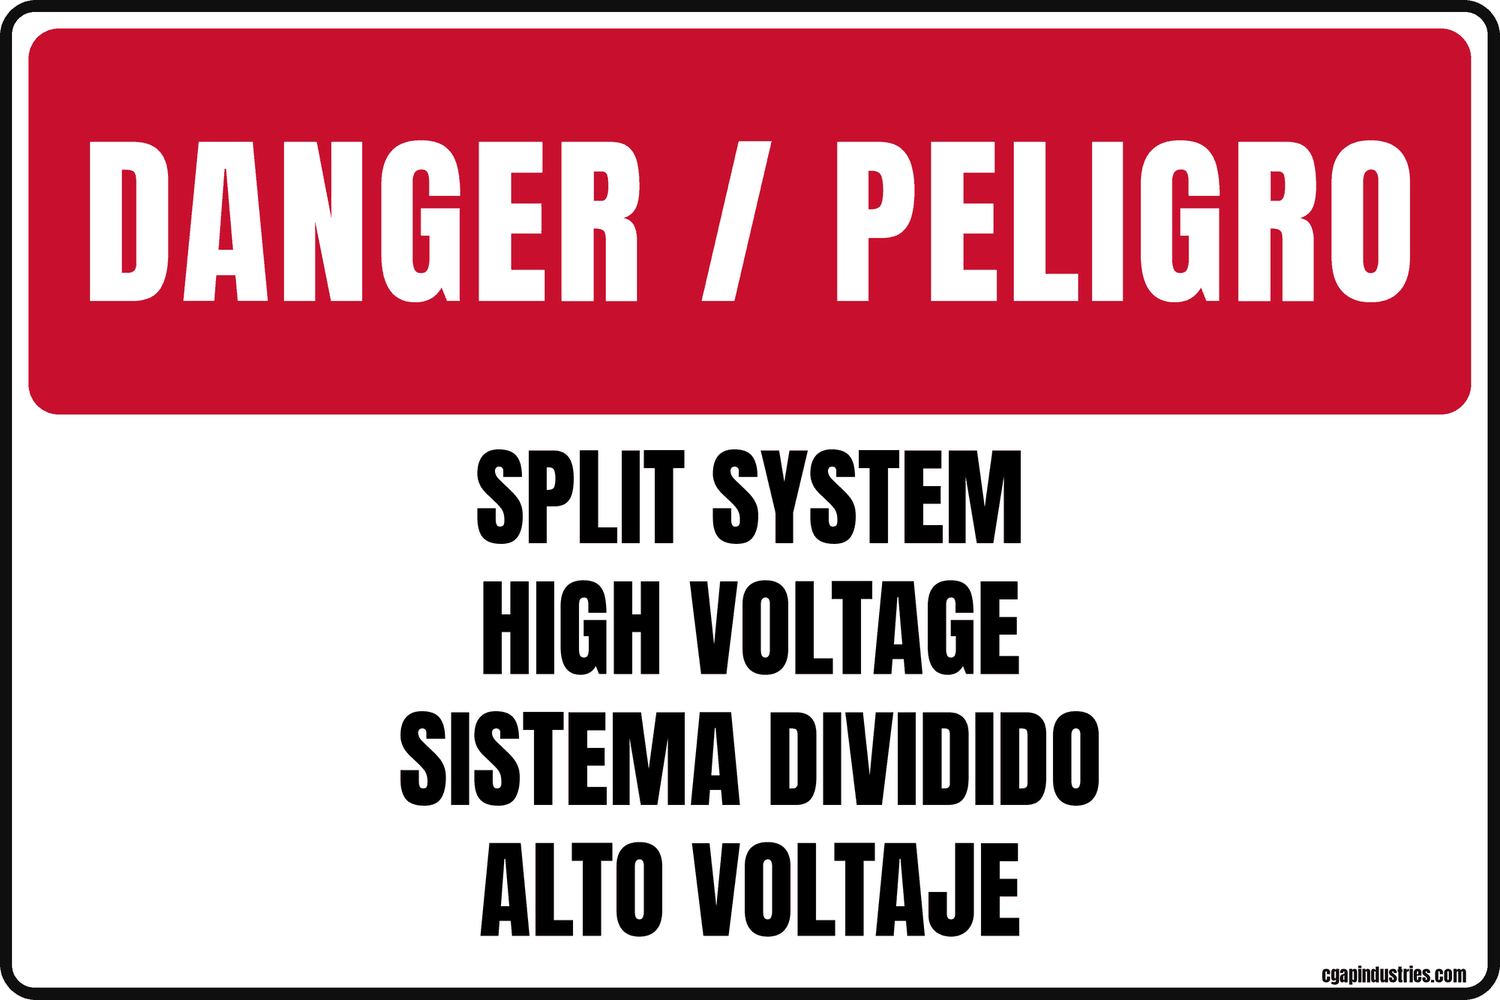 DANGER / PELIGRO
SPLIT SYSTEM
HIGH VOLTAGE
SISTEMA DIVIDIDO
ALTO VOLTAJE
cgapindustries.com